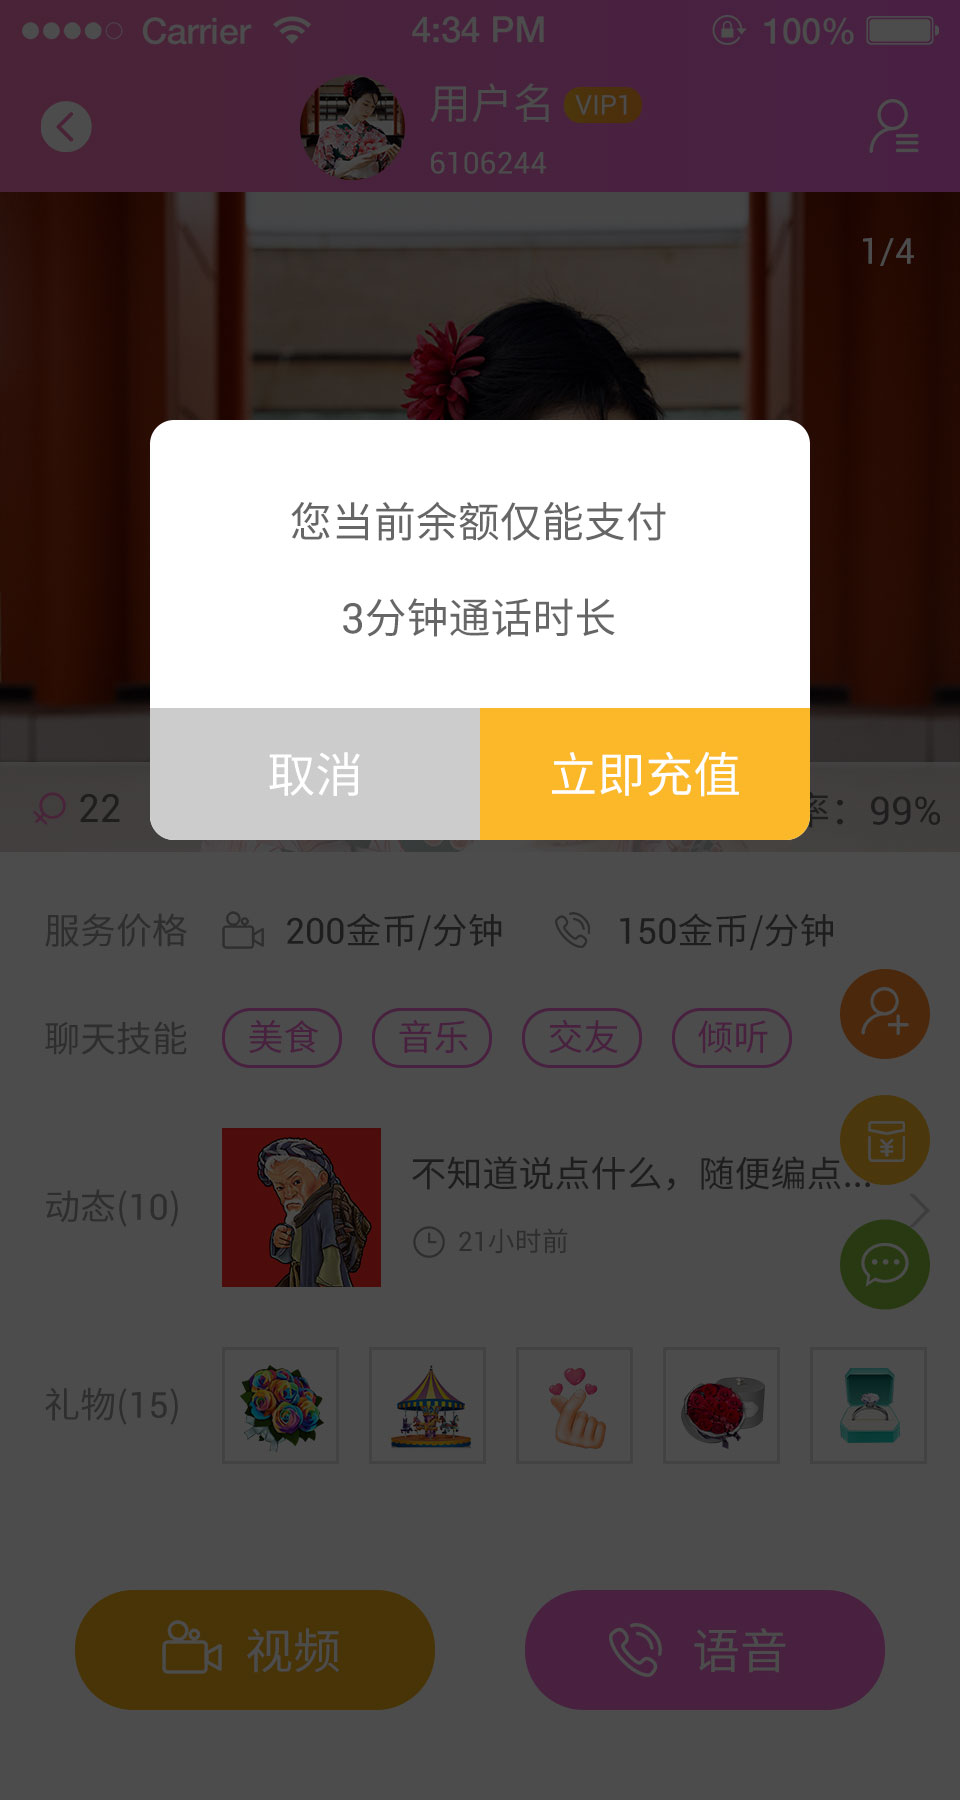 Carrier 4:34 PM 100%
用户名 VIP1
6106244
1/4
您当前余额仅能支付
3分钟通话时长
取消 立即充值
22 率：99%
服务价格 200金币/分钟 150金币/分钟
聊天技能 美食 音乐 交友 倾听
动态(10) 不知道说点什么，随便编点...
21小时前
礼物(15)
视频 语音